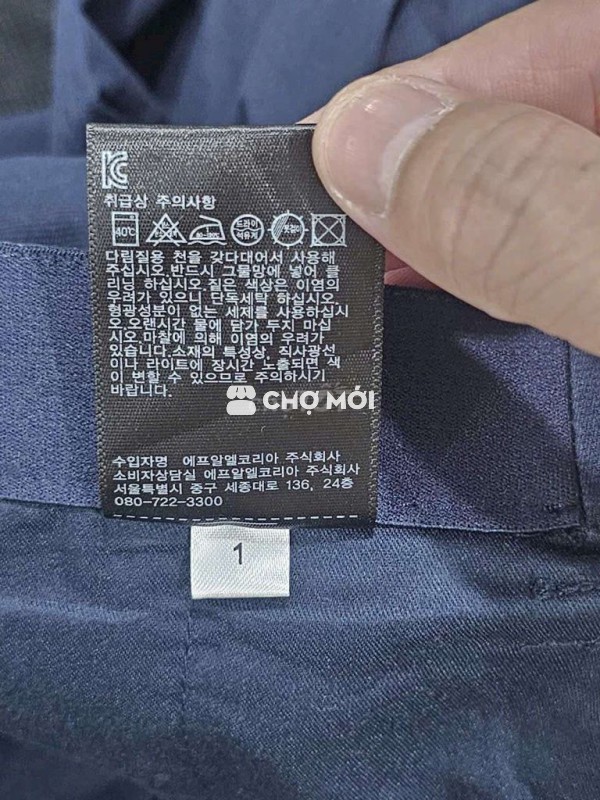 취급상 주의사항
40℃
드라이
석유계
다림질용 천을 갖다대어서 사용해
주십시오.반드시 그물망에 넣어 클
리닝 하십시오 짙은 색상은 이염의
우려가 있으니 단독세탁 하십시오.
형광성분이 없는 세제를 사용하십시
오.오랜시간 물에 담가 두지 마십
시오.마찰에 의해 이염의 우려가
있습니다.소재의 특성상, 직사광선
이나 라이트에 장시간 노출되면 색
이 변할 수 있으므로 주의하시기
바랍니다.
CHỢ MỚI
수입자명 에프알엘코리아 주식회사
소비자상담실 에프알엘코리아 주식회사
서울특별시 중구 세종대로 136, 24층
080-722-3300
1